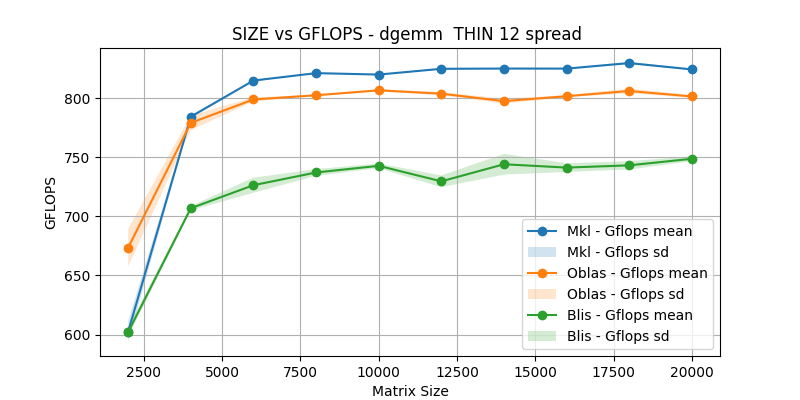 SIZE vs GFLOPS - dgemm  THIN 12 spread
GFLOPS
800
750
700
650
600
Mkl - Gflops mean
Mkl - Gflops sd
Oblas - Gflops mean
Oblas - Gflops sd
Blis - Gflops mean
Blis - Gflops sd
2500 5000 7500 10000 12500 15000 17500 20000
Matrix Size